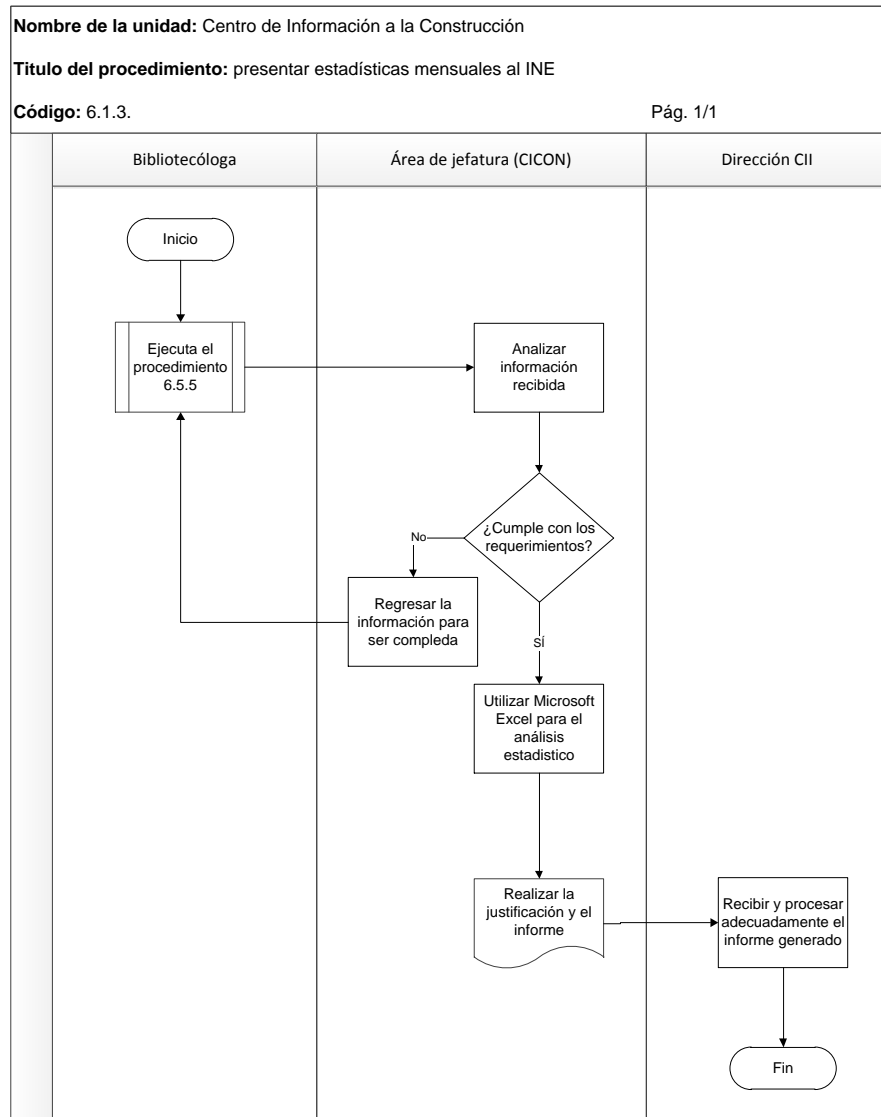 Nombre de la unidad: Centro de Información a la Construcción
Titulo del procedimiento: presentar estadísticas mensuales al INE
Código: 6.1.3. Pág. 1/1
Bibliotecóloga Área de jefatura (CICON) Dirección CII
Inicio
Ejecuta el
procedimiento
6.5.5
Analizar
información
recibida
¿Cumple con los
requerimientos?
No
Regresar la
información para
ser compleda
SÍ
Utilizar Microsoft
Excel para el
análisis
estadistico
Realizar la
justificación y el
informe
Recibir y procesar
adecuadamente el
informe generado
Fin